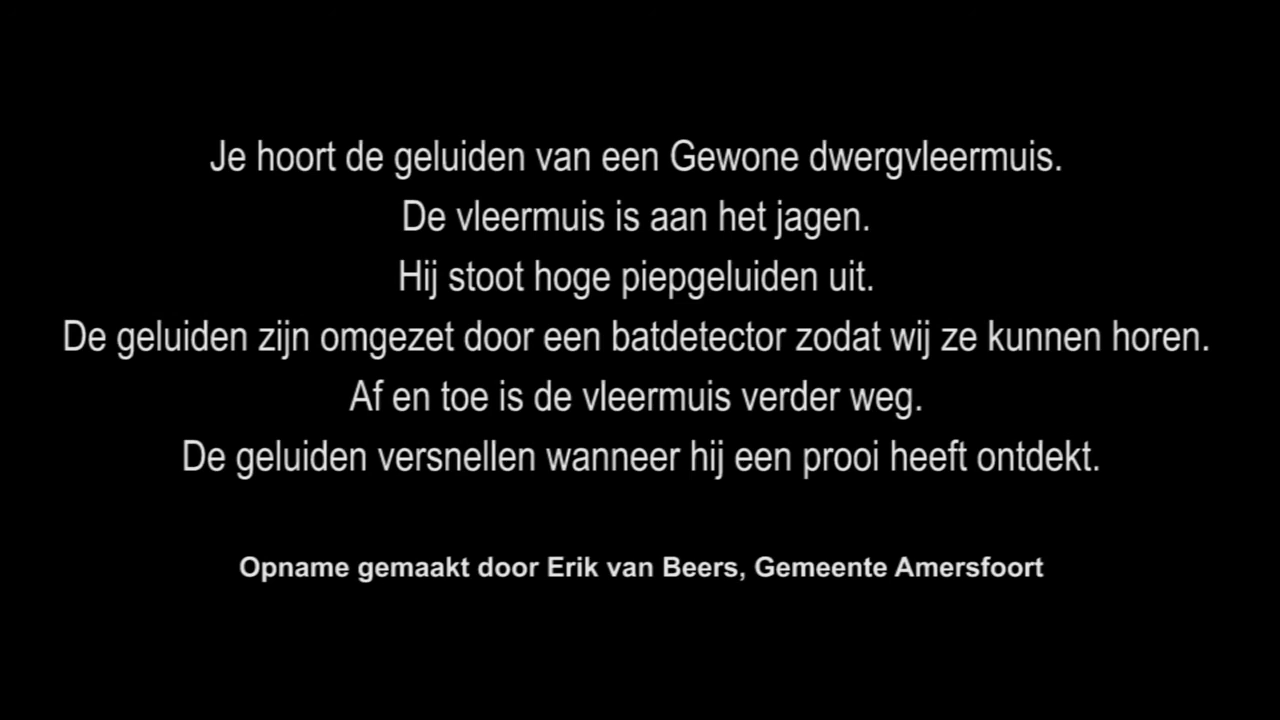 Je hoort de geluiden van een Gewone dwergvleermuis.
De vleermuis is aan het jagen.
Hij stoot hoge piepgeluiden uit.
De geluiden zijn omgezet door een batdetector zodat wij ze kunnen horen.
Af en toe is de vleermuis verder weg.
De geluiden versnellen wanneer hij een prooi heeft ontdekt.
Opname gemaakt door Erik van Beers, Gemeente Amersfoort